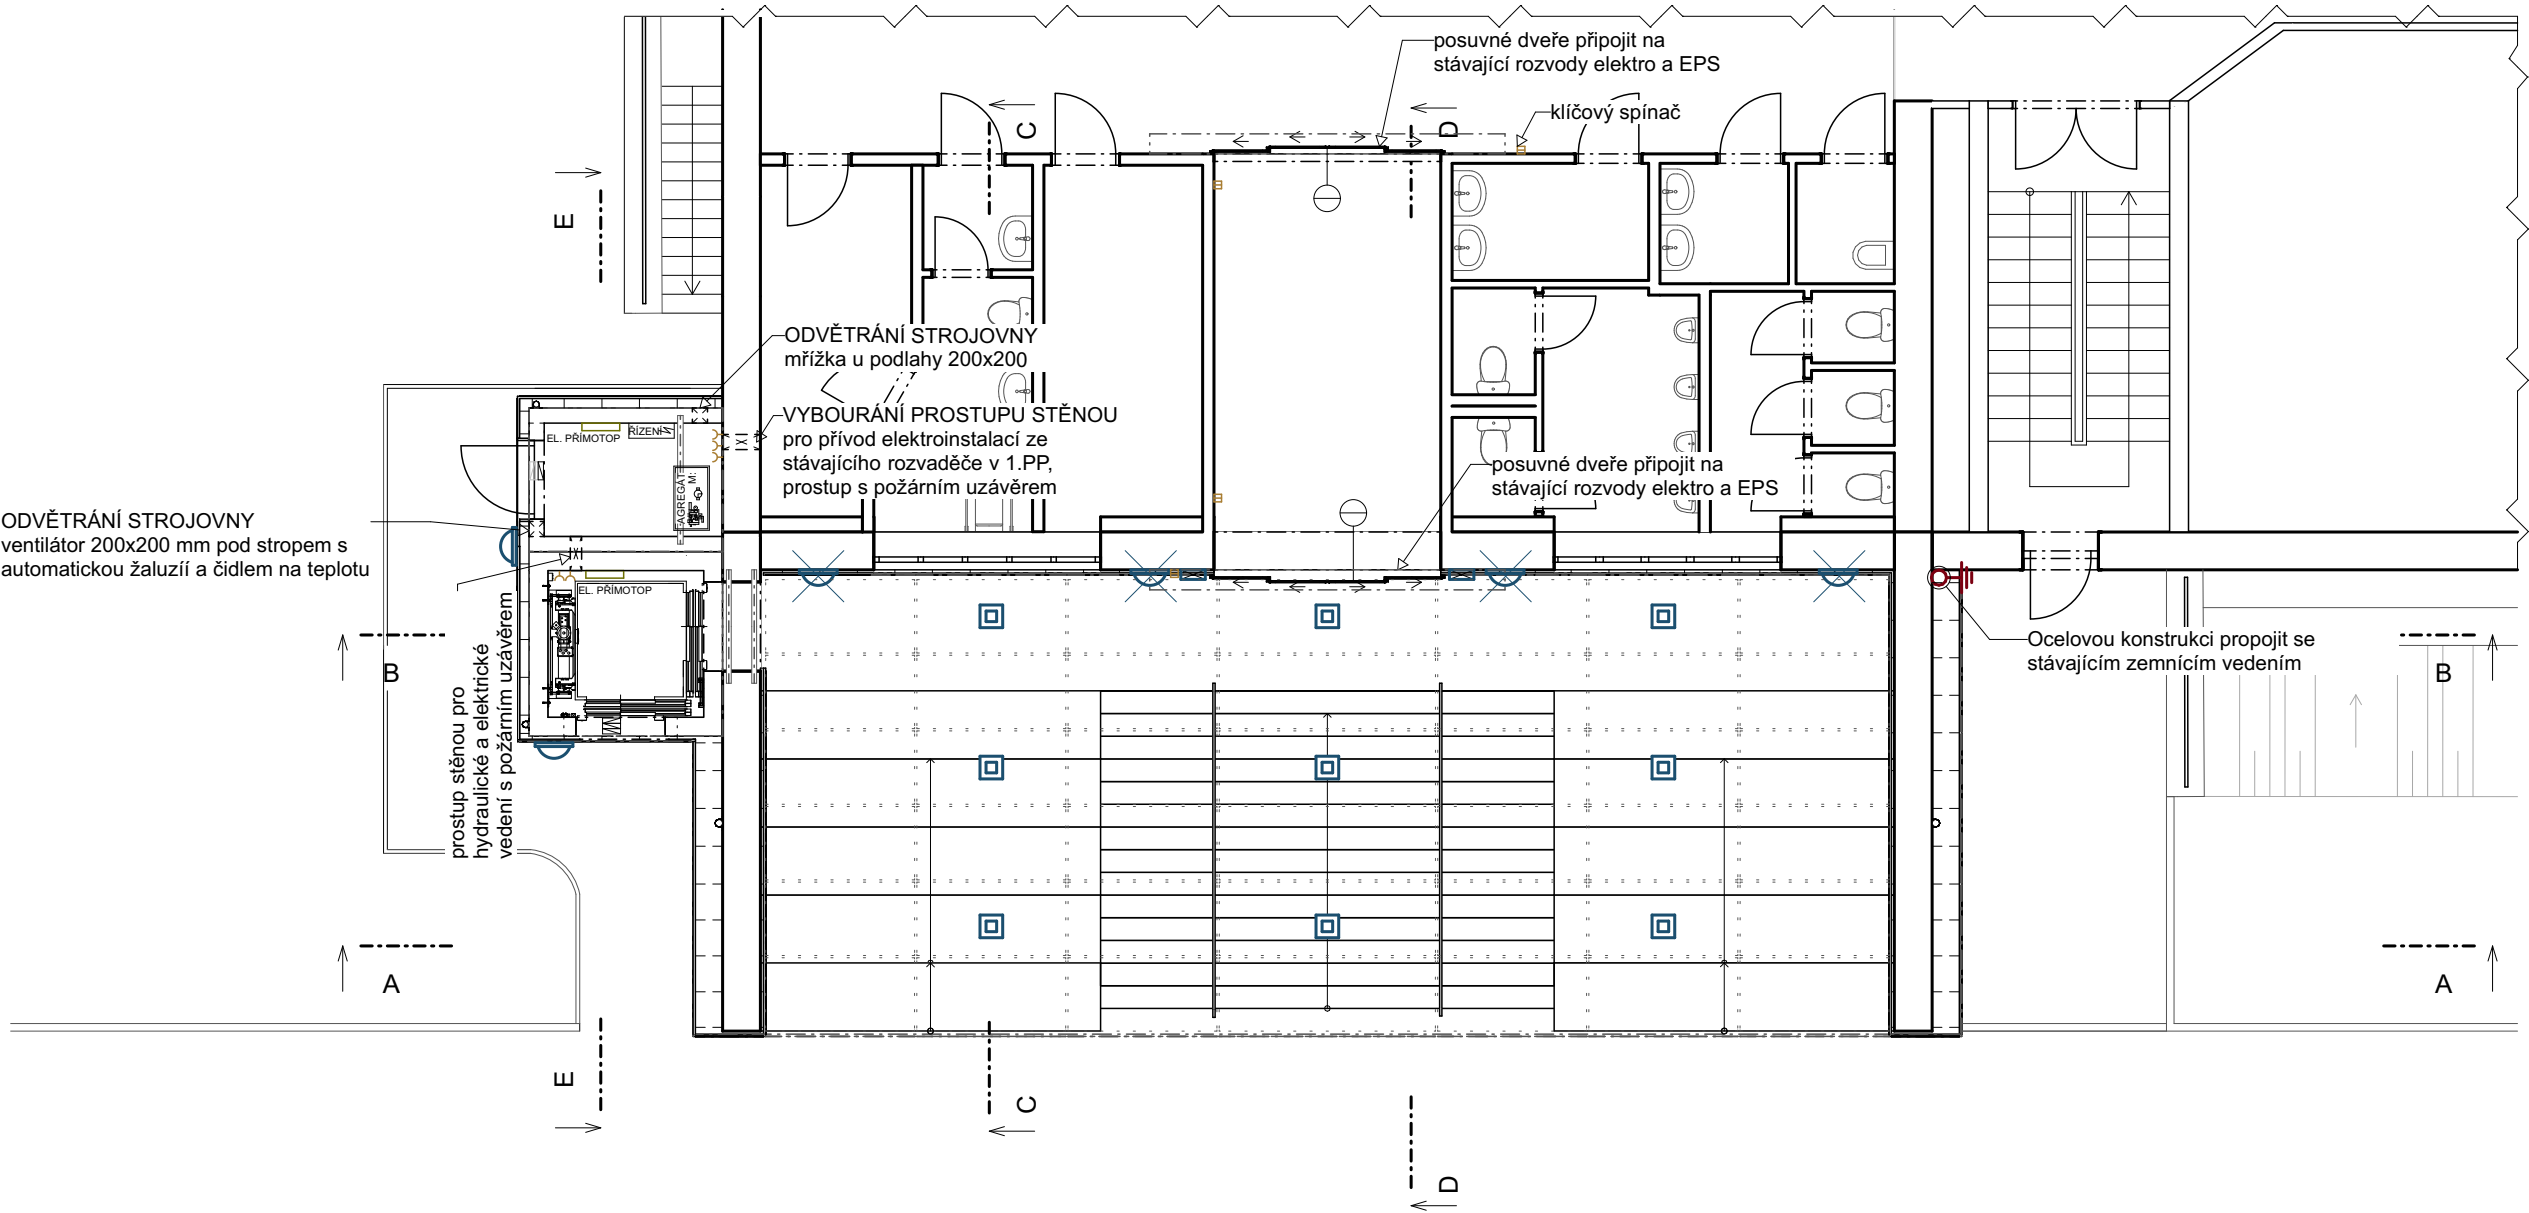 posuvné dveře připojit na
stávající rozvody elektro a EPS
klíčový spínač
C
D
E
ODVĚTRÁNÍ STROJOVNY
mřížka u podlahy 200x200
VYBOURÁNÍ PROSTUPU STĚNOU
pro přívod elektroinstalací ze
stávajícího rozvaděče v 1.PP,
prostup s požárním uzávěrem
EL. PŘÍMOTOP
ŘÍZENÍ
AGREGÁT
M:
posuvné dveře připojit na
stávající rozvody elektro a EPS
ODVĚTRÁNÍ STROJOVNY
ventilátor 200x200 mm pod stropem s
automatickou žaluzíí a čidlem na teplotu
EL. PŘÍMOTOP
prostup stěnou pro
hydraulické a elektrické
vedení s požárním uzávěrem
Ocelovou konstrukci propojit se
stávajícím zemnícím vedením
B
B
A
A
E
C
D